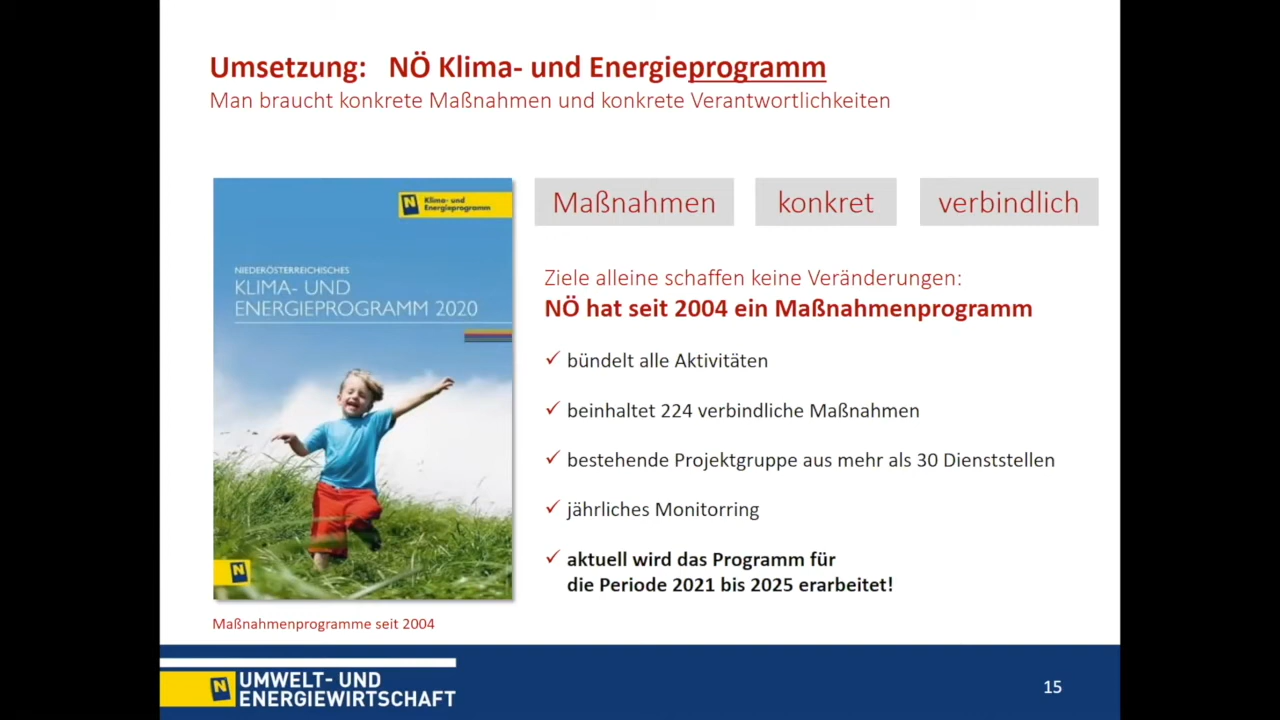 Umsetzung: NÖ Klima- und Energieprogramm
Man braucht konkrete Maßnahmen und konkrete Verantwortlichkeiten
N Klima- und
Energieprogramm
NIEDERÖSTERREICHISCHES
KLIMA- UND
ENERGIEPROGRAMM 2020
N
Maßnahmenprogramme seit 2004
Maßnahmen konkret verbindlich
Ziele alleine schaffen keine Veränderungen:
NÖ hat seit 2004 ein Maßnahmenprogramm
✓ bündelt alle Aktivitäten
✓ beinhaltet 224 verbindliche Maßnahmen
✓ bestehende Projektgruppe aus mehr als 30 Dienststellen
✓ jährliches Monitorring
✓ aktuell wird das Programm für
die Periode 2021 bis 2025 erarbeitet!
N UMWELT- UND
ENERGIEWIRTSCHAFT
15